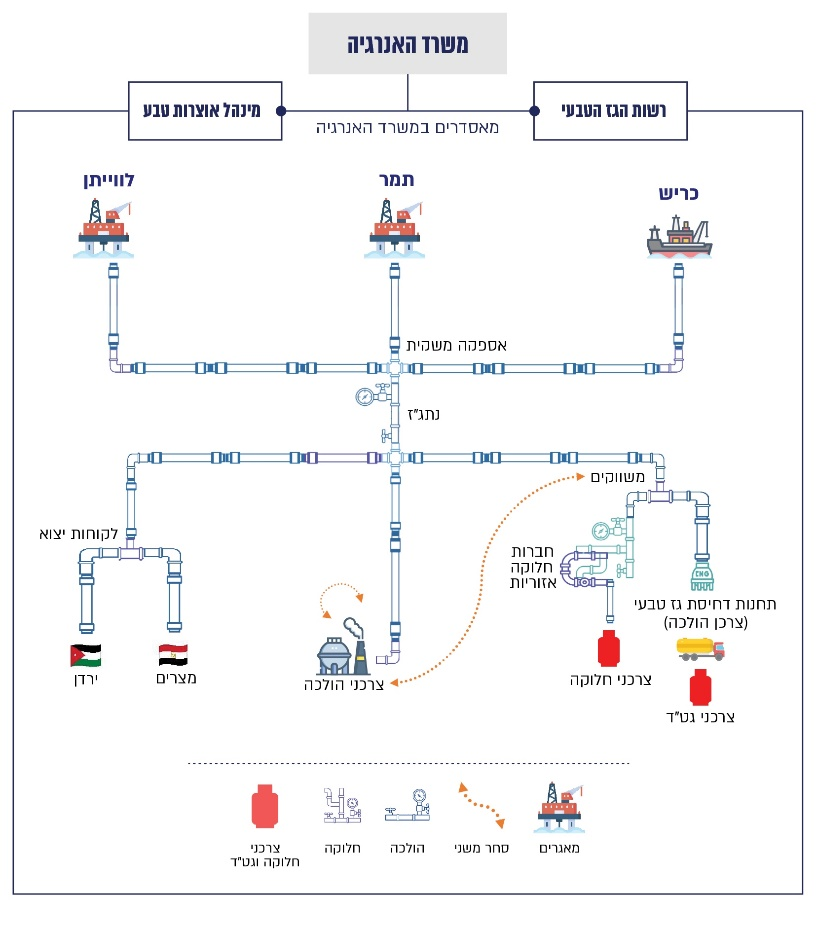 משרד האנרגיה
רשות הגז הטבעי
מינהל אוצרות טבע
מאסדרים במשרד האנרגיה
כריש
תמר
לווייתן
אספקה משקית
נתג"ז
משווקים
לקוחות יצוא
חברות
חלוקה
אזוריות
CNG
תחנות דחיסת גז טבעי
(צרכן הולכה)
צרכני חלוקה
צרכני גט"ד
צרכני הולכה
מצרים
ירדן
מאגרים
סחר משני
הולכה
חלוקה
צרכני
חלוקה וגט"ד